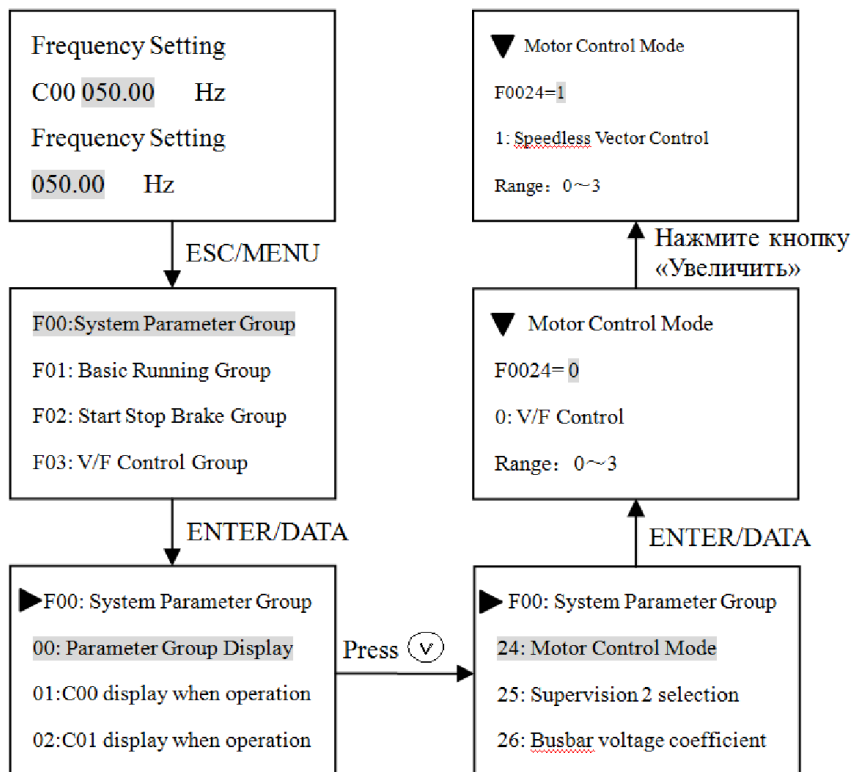 Frequency Setting
C00 050.00 Hz
Frequency Setting
050.00 Hz
ESC/MENU
F00:System Parameter Group
F01: Basic Running Group
F02: Start Stop Brake Group
F03: V/F Control Group
ENTER/DATA
▶F00: System Parameter Group
00: Parameter Group Display
01:C00 display when operation
02:C01 display when operation
Press v
▶ F00: System Parameter Group
24: Motor Control Mode
25: Supervision 2 selection
26: Busbar voltage coefficient
ENTER/DATA
▼ Motor Control Mode
F0024= 0
0: V/F Control
Range: 0～3
Нажмите кнопку
«Увеличить»
▼ Motor Control Mode
F0024=1
1: Speedless Vector Control
Range: 0～3